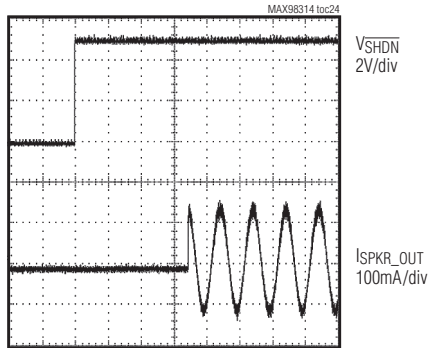 MAX98314 toc24
VSHDN
2V/div
ISPKR_OUT
100mA/div